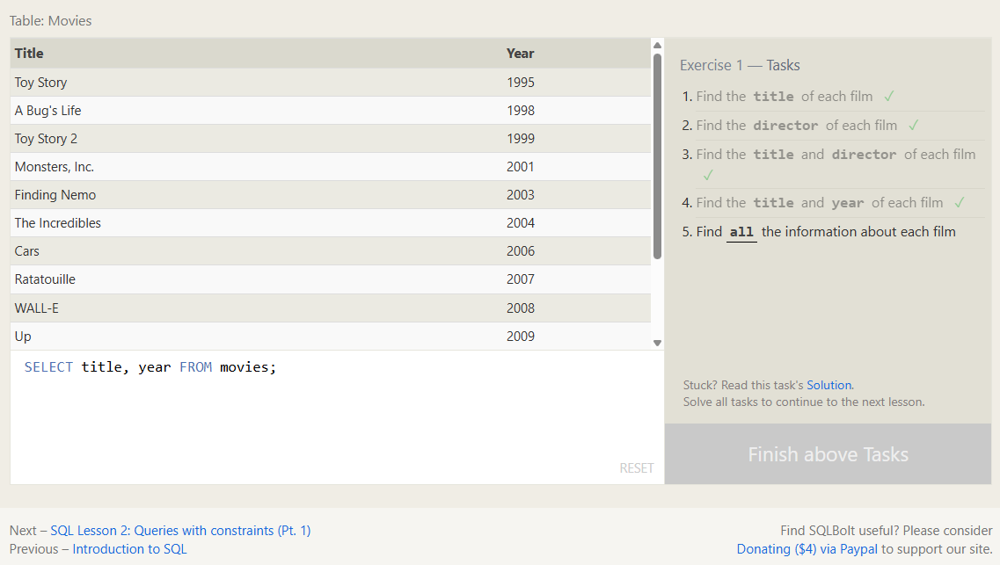 Table: Movies
Title Year
Toy Story 1995
A Bug's Life 1998
Toy Story 2 1999
Monsters, Inc. 2001
Finding Nemo 2003
The Incredibles 2004
Cars 2006
Ratatouille 2007
WALL-E 2008
Up 2009
SELECT title, year FROM movies;
RESET
Exercise 1 — Tasks
1. Find the title of each film ✓
2. Find the director of each film ✓
3. Find the title and director of each film
✓
4. Find the title and year of each film ✓
5. Find all the information about each film
Stuck? Read this task's Solution.
Solve all tasks to continue to the next lesson.
Finish above Tasks
Next – SQL Lesson 2: Queries with constraints (Pt. 1)
Previous – Introduction to SQL
Find SQLBolt useful? Please consider
Donating ($4) via Paypal to support our site.